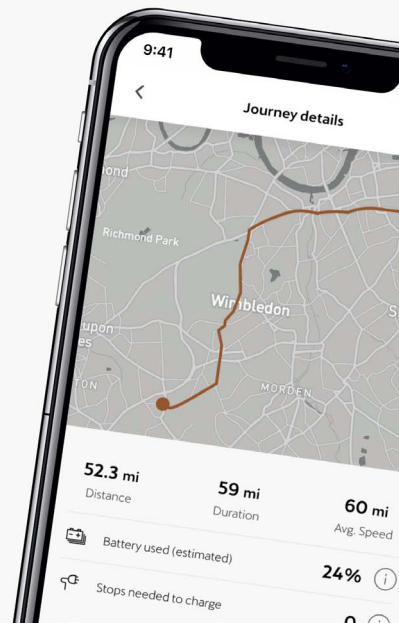 9:41
Journey details
ond
Richmond Park
Wimbledon
S
upon
es
TON
MORDEN
52.3 mi
Distance
59 mi
Duration
60 mi
Avg. Speed
Battery used (estimated)
24%
Stops needed to charge
0